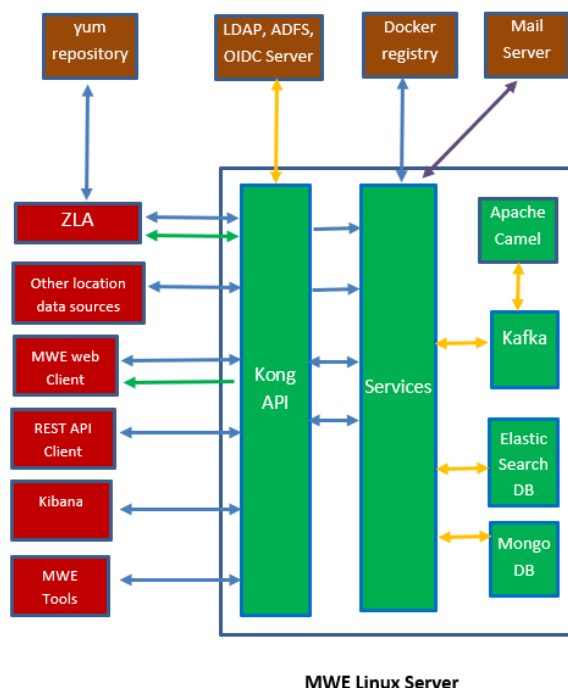 yum
repository
LDAP, ADFS,
OIDC Server
Docker
registry
Mail
Server
ZLA
Other location
data sources
MWE web
Client
REST API
Client
Kibana
MWE
Tools
Kong
API
Services
Apache
Camel
Kafka
Elastic
Search
DB
Mongo
DB
MWE Linux Server